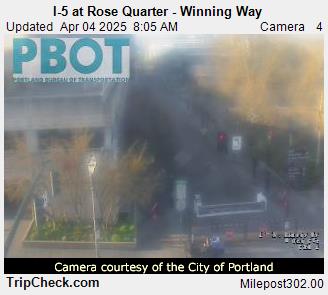 I-5 at Rose Quarter - Winning Way
Updated Apr 04 2025 8:05 AM Camera 4
PBOT
PORTLAND BUREAU OF TRANSPORTATION
Camera courtesy of the City of Portland
TripCheck.com Milepost302.00